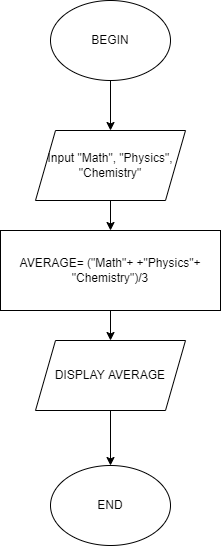 BEGIN
Input "Math", "Physics",
"Chemistry"
AVERAGE= ("Math"+ +"Physics"+
"Chemistry")/3
DISPLAY AVERAGE
END